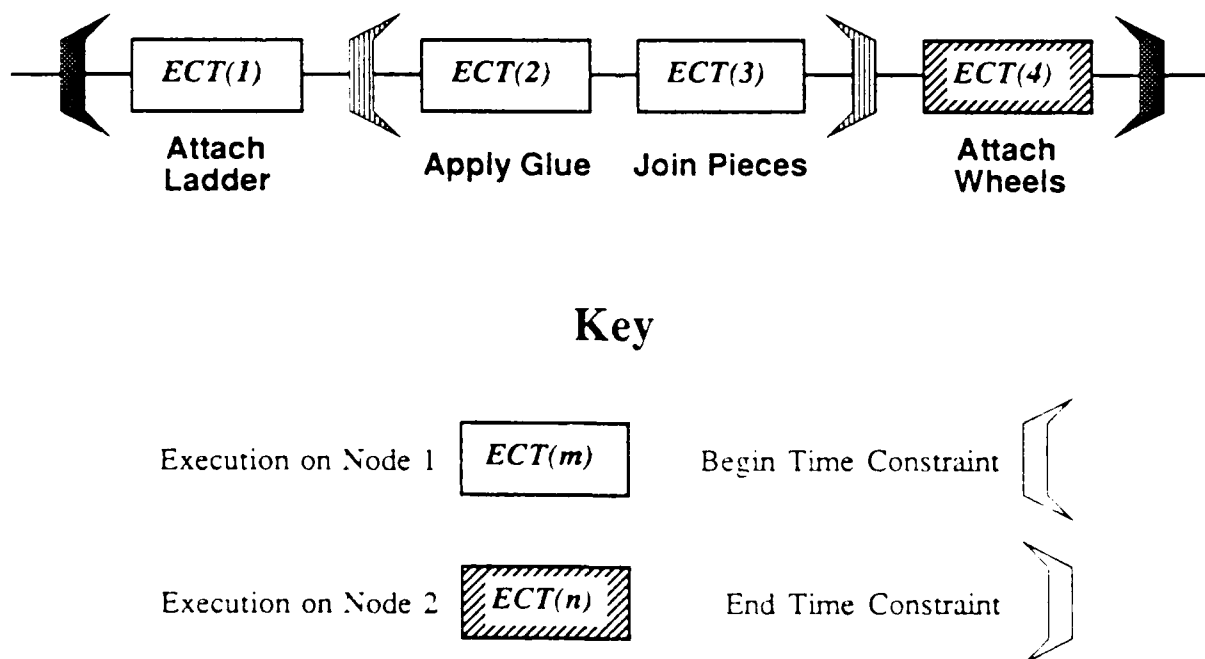 ECT(1) ECT(2) ECT(3) ECT(4)
Attach Ladder
Apply Glue
Join Pieces
Attach Wheels
Key
Execution on Node 1 ECT(m) Begin Time Constraint
Execution on Node 2 ECT(n) End Time Constraint